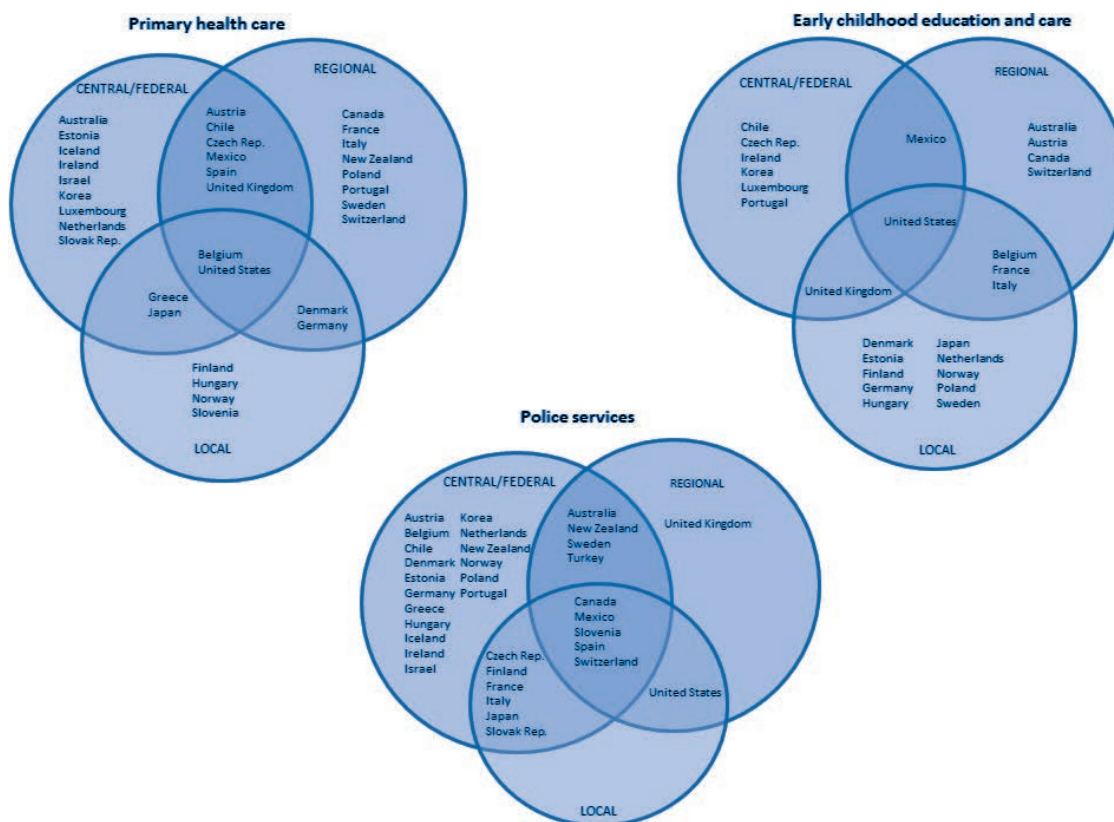 Primary health care
CENTRAL/FEDERAL
REGIONAL
Australia
Estonia
Iceland
Ireland
Israel
Korea
Luxembourg
Netherlands
Slovak Rep.
Austria
Chile
Czech Rep.
Mexico
Spain
United Kingdom
Canada
France
Italy
New Zealand
Poland
Portugal
Sweden
Switzerland
Belgium
United States
Greece
Japan
Denmark
Germany
Finland
Hungary
Norway
Slovenia
LOCAL
Early childhood education and care
CENTRAL/FEDERAL
REGIONAL
Chile
Czech Rep.
Ireland
Korea
Luxembourg
Portugal
Mexico
Australia
Austria
Canada
Switzerland
United States
United Kingdom
Belgium
France
Italy
Denmark Japan
Estonia Netherlands
Finland Norway
Germany Poland
Hungary Sweden
LOCAL
Police services
CENTRAL/FEDERAL
REGIONAL
Austria Korea
Belgium Netherlands
Chile New Zealand
Denmark Norway
Estonia Poland
Germany Portugal
Greece
Hungary
Iceland
Ireland
Israel
Australia
New Zealand
Sweden
Turkey
United Kingdom
Canada
Mexico
Slovenia
Spain
Switzerland
Czech Rep.
Finland
France
Italy
Japan
Slovak Rep.
United States
LOCAL